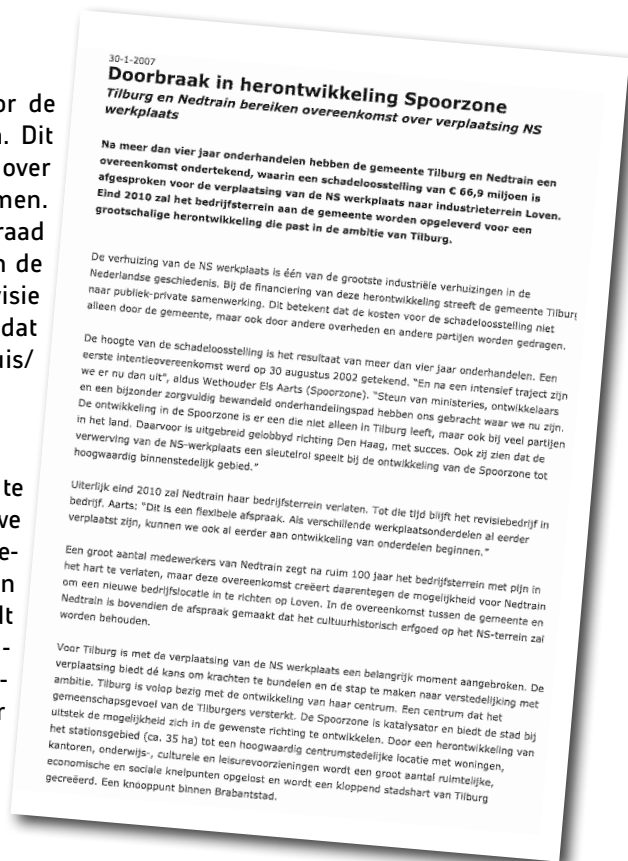 or de
n. Dit
over
men.
raad
n de
isie
dat
uis/
te
ve
e-
n
lt
-
-
r
30-1-2007
Doorbraak in herontwikkeling Spoorzone
Tilburg en Nedtrain bereiken overeenkomst over verplaatsing NS
werkplaats
Na meer dan vier jaar onderhandelen hebben de gemeente Tilburg en Nedtrain een
overeenkomst ondertekend, waarin een schadeloosstelling van € 66,9 miljoen is
afgesproken voor de verplaatsing van de NS werkplaats naar industrieterrein Loven.
Eind 2010 zal het bedrijfsterrein aan de gemeente worden opgeleverd voor een
grootschalige herontwikkeling die past in de ambitie van Tilburg.
De verhuizing van de NS werkplaats is één van de grootste industriële verhuizingen in de
Nederlandse geschiedenis. Bij de financiering van deze herontwikkeling streeft de gemeente Tilburg
naar publiek-private samenwerking. Dit betekent dat de kosten voor de schadeloosstelling niet
alleen door de gemeente, maar ook door andere overheden en andere partijen worden gedragen.
De hoogte van de schadeloosstelling is het resultaat van meer dan vier jaar onderhandelen. Een
eerste intentieovereenkomst werd op 30 augustus 2002 getekend. "En na een intensief traject zijn
we er nu dan uit", aldus Wethouder Els Aarts (Spoorzone). "Steun van ministeries, ontwikkelaars
en een bijzonder zorgvuldig bewandeld onderhandelingspad hebben ons gebracht waar we nu zijn.
De ontwikkeling in de Spoorzone is er een die niet alleen in Tilburg leeft, maar ook bij veel partijen
in het land. Daarvoor is uitgebreid gelobbyd richting Den Haag, met succes. Ook zij zien dat de
verwerving van de NS-werkplaats een sleutelrol speelt bij de ontwikkeling van de Spoorzone tot
hoogwaardig binnenstedelijk gebied."
Uiterlijk eind 2010 zal Nedtrain haar bedrijfsterrein verlaten. Tot die tijd blijft het revisiebedrijf in
bedrijf. Aarts: "Dit is een flexibele afspraak. Als verschillende werkplaatsonderdelen al eerder
verplaatst zijn, kunnen we ook al eerder aan ontwikkeling van onderdelen beginnen."
Een groot aantal medewerkers van Nedtrain zegt na ruim 100 jaar het bedrijfsterrein met pijn in
het hart te verlaten, maar deze overeenkomst creëert daarentegen de mogelijkheid voor Nedtrain
om een nieuwe bedrijfslocatie in te richten op Loven. In de overeenkomst tussen de gemeente en
Nedtrain is bovendien de afspraak gemaakt dat het cultuurhistorisch erfgoed op het NS-terrein zal
worden behouden.
Voor Tilburg is met de verplaatsing van de NS werkplaats een belangrijk moment aangebroken. De
verplaatsing biedt dé kans om krachten te bundelen en de stap te maken naar verstedelijking met
ambitie. Tilburg is volop bezig met de ontwikkeling van haar centrum. Een centrum dat het
gemeenschapsgevoel van de Tilburgers versterkt. De Spoorzone is katalysator en biedt de stad bij
uitstek de mogelijkheid zich in de gewenste richting te ontwikkelen. Door een herontwikkeling van
het stationsgebied (ca. 35 ha) tot een hoogwaardig centrumstedelijke locatie met woningen,
kantoren, onderwijs-, culturele en leisurevoorzieningen wordt een groot aantal ruimtelijke,
economische en sociale knelpunten opgelost en wordt een kloppend stadshart van Tilburg
gecreëerd. Een knooppunt binnen Brabantstad.